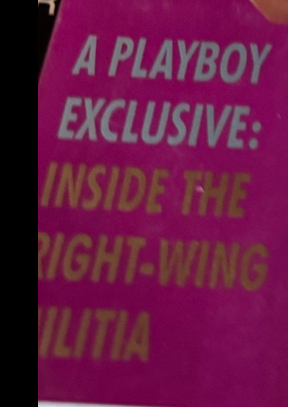 A PLAYBOY
EXCLUSIVE:
INSIDE THE
RIGHT-WING
ILITIA